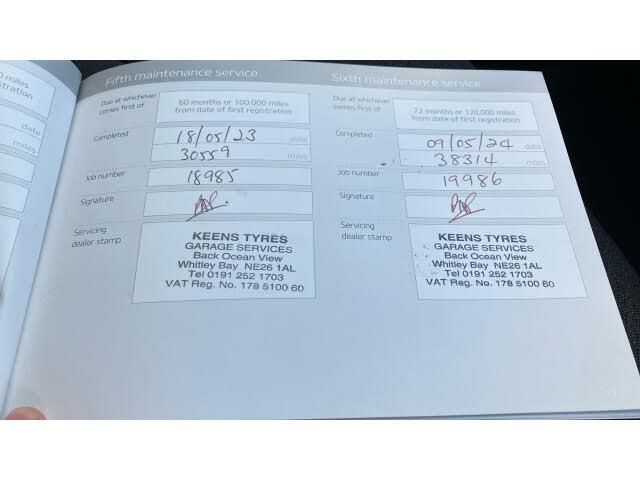 0 miles
stration
date
miles
Fifth maintenance service
Due at whichever
comes first of
60 months or 100,000 miles
from date of first registration
Completed
18/05/23 date
30559 miles
Job number
18985
Signature
Servicing
dealer stamp
KEENS TYRES
GARAGE SERVICES
Back Ocean View
Whitley Bay NE26 1AL
Tel 0191 252 1703
VAT Reg. No. 178 5100 60
Sixth maintenance service
Due at whichever
comes first of
72 months or 120,000 miles
from date of first registration
Completed
09/05/24 date
38314 miles
Job number
19986
Signature
Servicing
dealer stamp
KEENS TYRES
GARAGE SERVICES
Back Ocean View
Whitley Bay NE26 1AL
Tel 0191 252 1703
VAT Reg. No. 178 5100 60